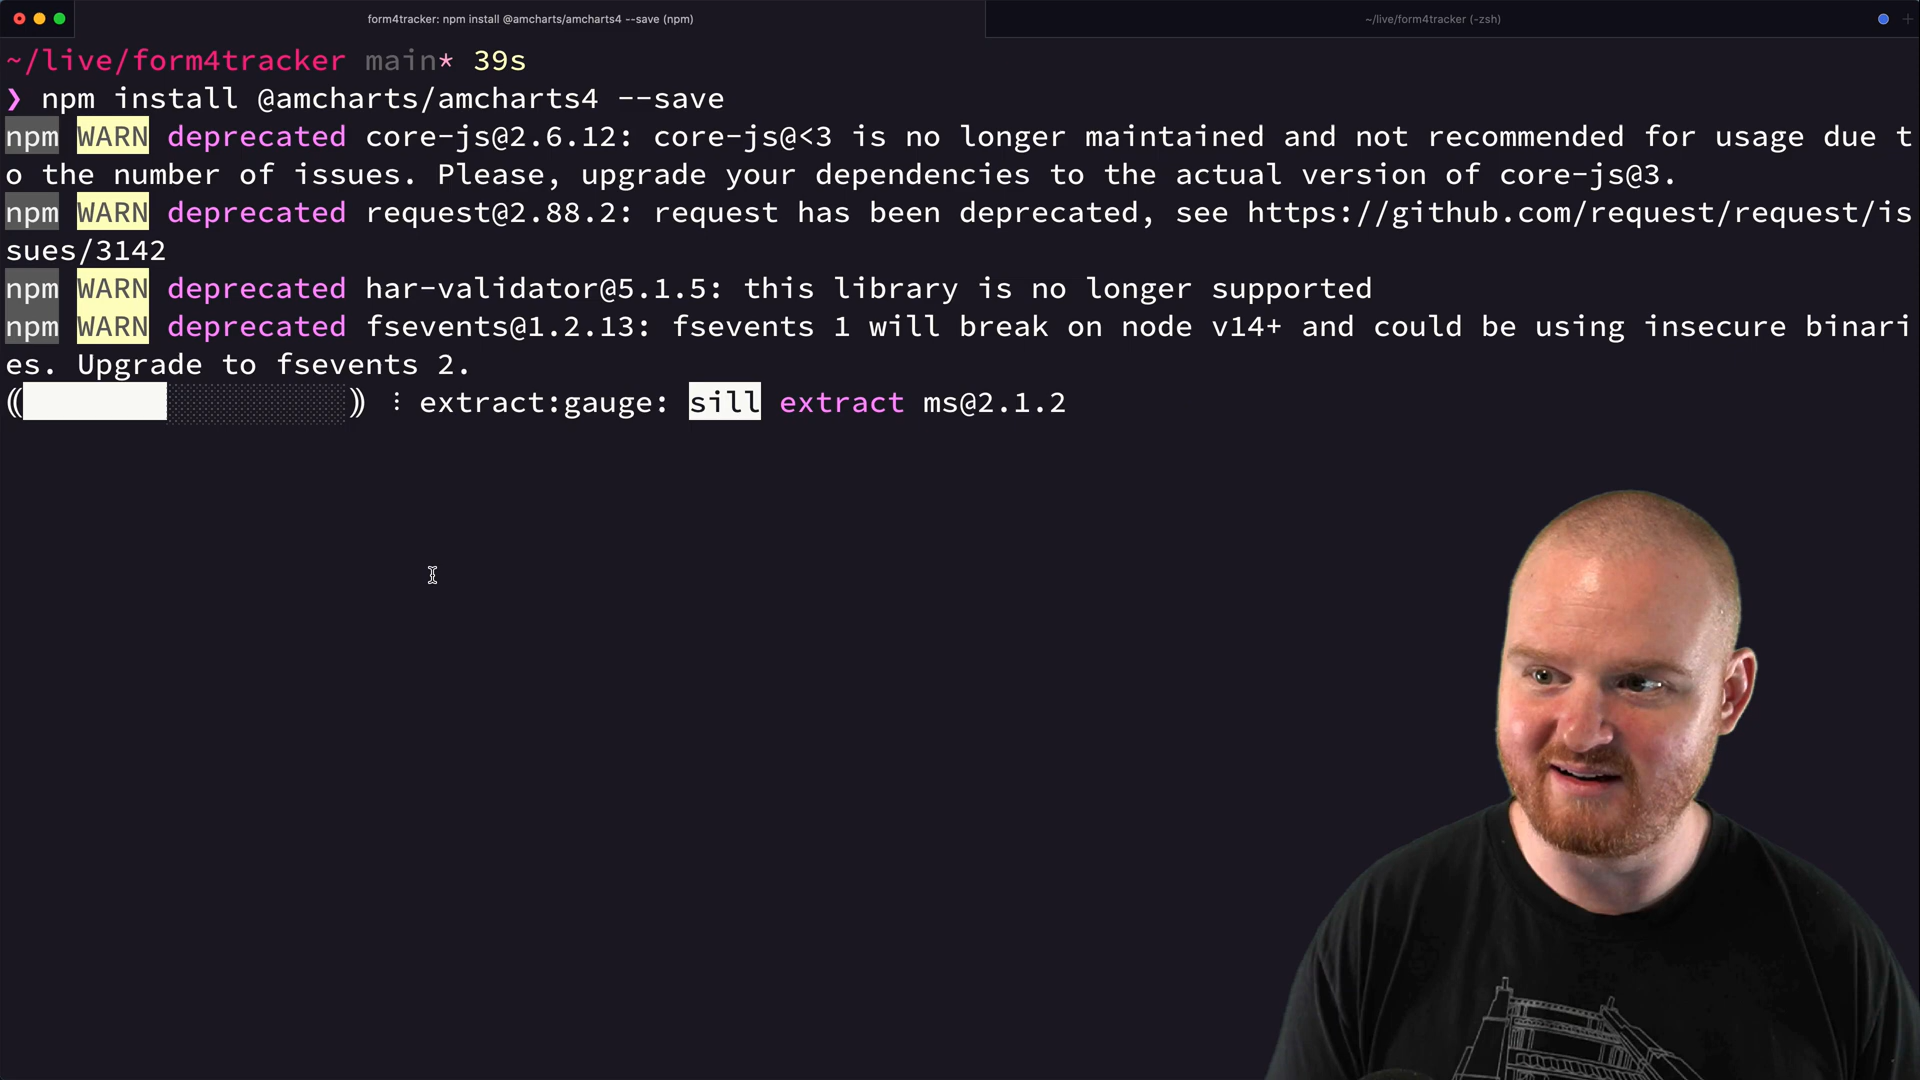 form4tracker: npm install @amcharts/amcharts4 --save (npm)
~/live/form4tracker (-zsh)
~/live/form4tracker main* 39s
❯ npm install @amcharts/amcharts4 --save
npm WARN deprecated core-js@2.6.12: core-js@<3 is no longer maintained and not recommended for usage due t
o the number of issues. Please, upgrade your dependencies to the actual version of core-js@3.
npm WARN deprecated request@2.88.2: request has been deprecated, see https://github.com/request/request/is
sues/3142
npm WARN deprecated har-validator@5.1.5: this library is no longer supported
npm WARN deprecated fsevents@1.2.13: fsevents 1 will break on node v14+ and could be using insecure binari
es. Upgrade to fsevents 2.
⸨█████████░░░░░░░░░⸩ ⠸ extract:gauge: sill extract ms@2.1.2